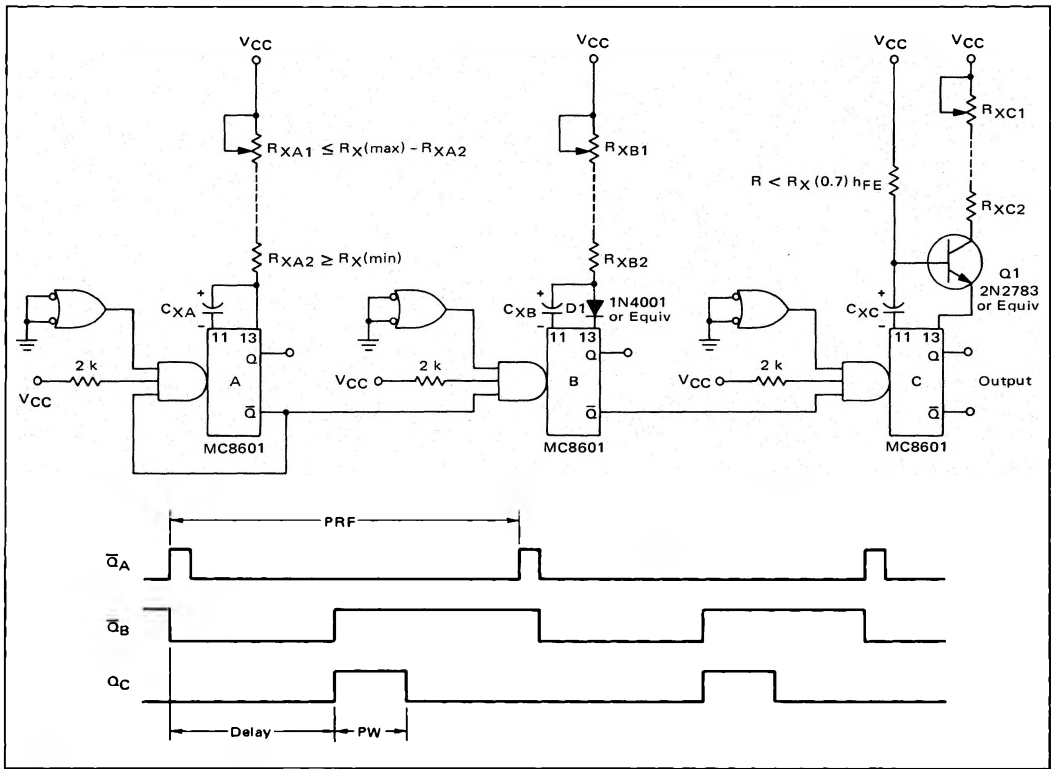 VCC
VCC
VCC
VCC
RXA1 ≤ RX(max) – RXA2
RXB1
RXC1
R < RX (0.7) hFE
RXC2
RXA2 ≥ RX(min)
RXB2
Q1
2N2783
or Equiv
CXA
+
–
CXB
+
–
D1
1N4001
or Equiv
CXC
+
–
11 13
11 13
11 13
Q
Q
Q
2 k
2 k
2 k
A
B
C
Output
VCC
VCC
VCC
Q̅
Q̅
Q̅
MC8601
MC8601
MC8601
PRF
Q̅A
Q̅B
QC
Delay
PW